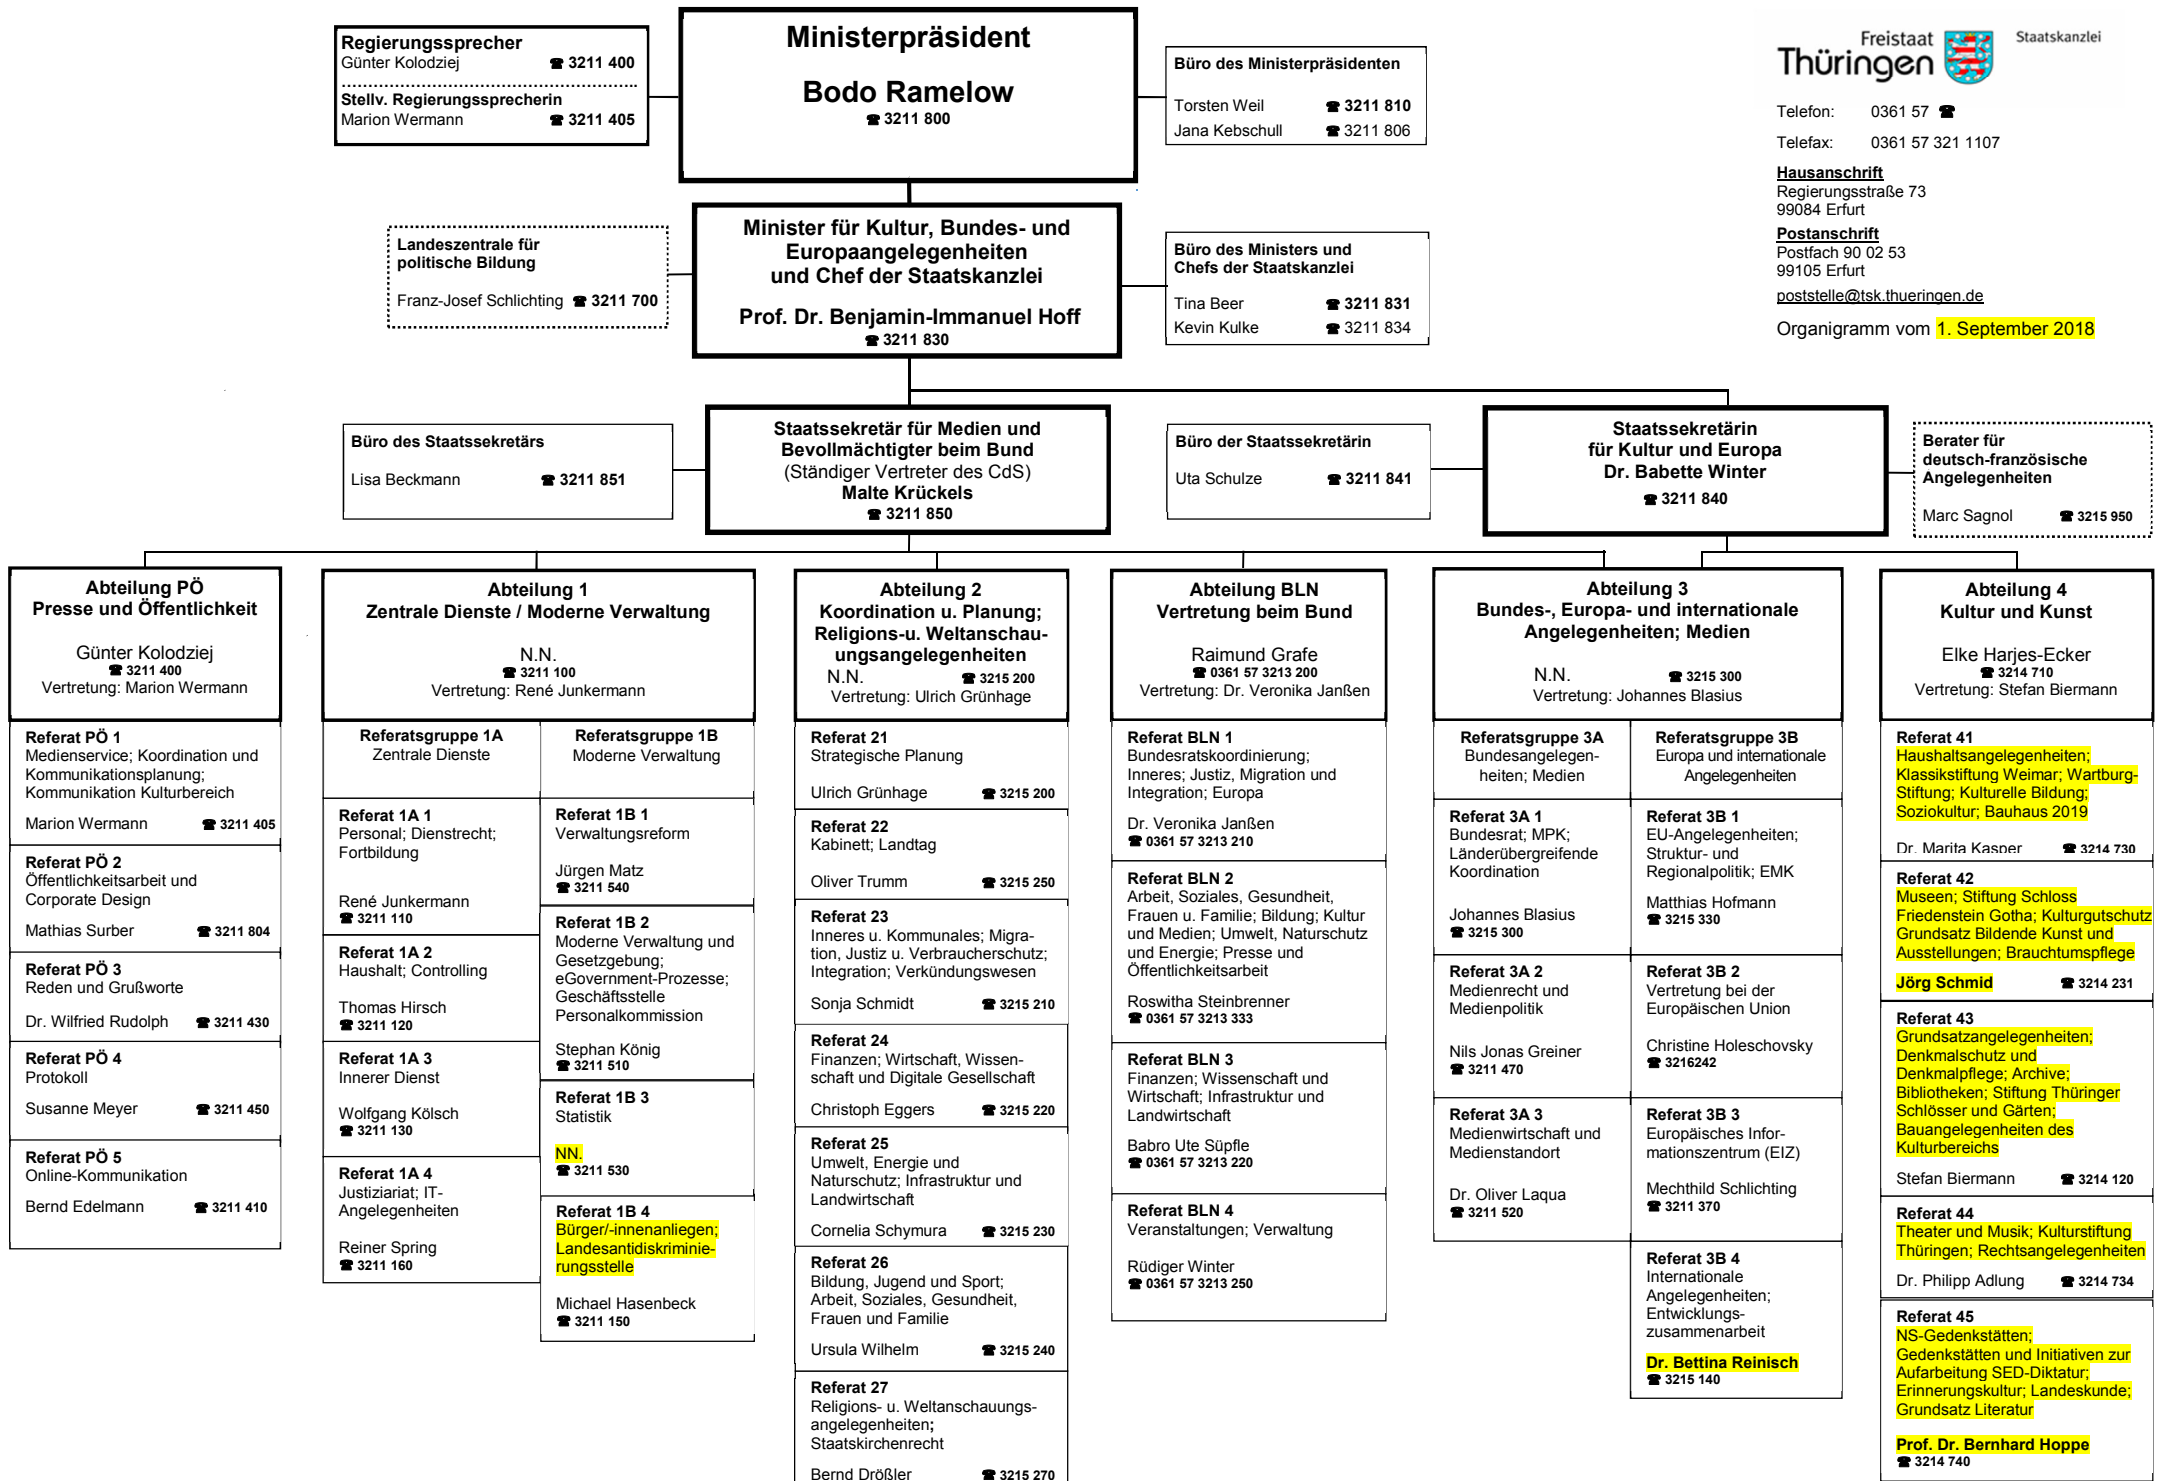 Regierungssprecher
Günter Kolodziej ☎ 3211 400
Stellv. Regierungssprecherin
Marion Wermann ☎ 3211 405
Ministerpräsident
Bodo Ramelow
☎ 3211 800
Büro des Ministerpräsidenten
Torsten Weil ☎ 3211 810
Jana Kebschull ☎ 3211 806
Freistaat
Thüringen
Staatskanzlei
Telefon: 0361 57 ☎
Telefax: 0361 57 321 1107
Hausanschrift
Regierungsstraße 73
99084 Erfurt
Postanschrift
Postfach 90 02 53
99105 Erfurt
poststelle@tsk.thueringen.de
Organigramm vom 1. September 2018
Landeszentrale für
politische Bildung
Franz-Josef Schlichting ☎ 3211 700
Minister für Kultur, Bundes- und
Europaangelegenheiten
und Chef der Staatskanzlei
Prof. Dr. Benjamin-Immanuel Hoff
☎ 3211 830
Büro des Ministers und
Chefs der Staatskanzlei
Tina Beer ☎ 3211 831
Kevin Kulke ☎ 3211 834
Büro des Staatssekretärs
Lisa Beckmann ☎ 3211 851
Staatssekretär für Medien und
Bevollmächtigter beim Bund
(Ständiger Vertreter des CdS)
Malte Krückels
☎ 3211 850
Büro der Staatssekretärin
Uta Schulze ☎ 3211 841
Staatssekretärin
für Kultur und Europa
Dr. Babette Winter
☎ 3211 840
Berater für
deutsch-französische
Angelegenheiten
Marc Sagnol ☎ 3215 950
Abteilung PÖ
Presse und Öffentlichkeit
Günter Kolodziej
☎ 3211 400
Vertretung: Marion Wermann
Referat PÖ 1
Medienservice; Koordination und
Kommunikationsplanung;
Kommunikation Kulturbereich
Marion Wermann ☎ 3211 405
Referat PÖ 2
Öffentlichkeitsarbeit und
Corporate Design
Mathias Surber ☎ 3211 804
Referat PÖ 3
Reden und Grußworte
Dr. Wilfried Rudolph ☎ 3211 430
Referat PÖ 4
Protokoll
Susanne Meyer ☎ 3211 450
Referat PÖ 5
Online-Kommunikation
Bernd Edelmann ☎ 3211 410
Abteilung 1
Zentrale Dienste / Moderne Verwaltung
N.N.
☎ 3211 100
Vertretung: René Junkermann
Referatsgruppe 1A
Zentrale Dienste
Referat 1A 1
Personal; Dienstrecht;
Fortbildung
René Junkermann
☎ 3211 110
Referat 1A 2
Haushalt; Controlling
Thomas Hirsch
☎ 3211 120
Referat 1A 3
Innerer Dienst
Wolfgang Kölsch
☎ 3211 130
Referat 1A 4
Justiziariat; IT-
Angelegenheiten
Reiner Spring
☎ 3211 160
Referatsgruppe 1B
Moderne Verwaltung
Referat 1B 1
Verwaltungsreform
Jürgen Matz
☎ 3211 540
Referat 1B 2
Moderne Verwaltung und
Gesetzgebung;
eGovernment-Prozesse;
Geschäftsstelle
Personalkommission
Stephan König
☎ 3211 510
Referat 1B 3
Statistik
NN.
☎ 3211 530
Referat 1B 4
Bürger/-innenanliegen;
Landesantidiskriminie-
rungsstelle
Michael Hasenbeck
☎ 3211 150
Abteilung 2
Koordination u. Planung;
Religions-u. Weltanschau-
ungsangelegenheiten
N.N. ☎ 3215 200
Vertretung: Ulrich Grünhage
Referat 21
Strategische Planung
Ulrich Grünhage ☎ 3215 200
Referat 22
Kabinett; Landtag
Oliver Trumm ☎ 3215 250
Referat 23
Inneres u. Kommunales; Migra-
tion, Justiz u. Verbraucherschutz;
Integration; Verkündungswesen
Sonja Schmidt ☎ 3215 210
Referat 24
Finanzen; Wirtschaft, Wissen-
schaft und Digitale Gesellschaft
Christoph Eggers ☎ 3215 220
Referat 25
Umwelt, Energie und
Naturschutz; Infrastruktur und
Landwirtschaft
Cornelia Schymura ☎ 3215 230
Referat 26
Bildung, Jugend und Sport;
Arbeit, Soziales, Gesundheit,
Frauen und Familie
Ursula Wilhelm ☎ 3215 240
Referat 27
Religions- u. Weltanschauungs-
angelegenheiten;
Staatskirchenrecht
Bernd Drößler ☎ 3215 270
Abteilung BLN
Vertretung beim Bund
Raimund Grafe
☎ 0361 57 3213 200
Vertretung: Dr. Veronika Janßen
Referat BLN 1
Bundesratskoordinierung;
Inneres; Justiz, Migration und
Integration; Europa
Dr. Veronika Janßen
☎ 0361 57 3213 210
Referat BLN 2
Arbeit, Soziales, Gesundheit,
Frauen u. Familie; Bildung; Kultur
und Medien; Umwelt, Naturschutz
und Energie; Presse und
Öffentlichkeitsarbeit
Roswitha Steinbrenner
☎ 0361 57 3213 333
Referat BLN 3
Finanzen; Wissenschaft und
Wirtschaft; Infrastruktur und
Landwirtschaft
Babro Ute Süpfle
☎ 0361 57 3213 220
Referat BLN 4
Veranstaltungen; Verwaltung
Rüdiger Winter
☎ 0361 57 3213 250
Abteilung 3
Bundes-, Europa- und internationale
Angelegenheiten; Medien
N.N. ☎ 3215 300
Vertretung: Johannes Blasius
Referatsgruppe 3A
Bundesangelegen-
heiten; Medien
Referat 3A 1
Bundesrat; MPK;
Länderübergreifende
Koordination
Johannes Blasius
☎ 3215 300
Referat 3A 2
Medienrecht und
Medienpolitik
Nils Jonas Greiner
☎ 3211 470
Referat 3A 3
Medienwirtschaft und
Medienstandort
Dr. Oliver Laqua
☎ 3211 520
Referatsgruppe 3B
Europa und internationale
Angelegenheiten
Referat 3B 1
EU-Angelegenheiten;
Struktur- und
Regionalpolitik; EMK
Matthias Hofmann
☎ 3215 330
Referat 3B 2
Vertretung bei der
Europäischen Union
Christine Holeschovsky
☎ 3216242
Referat 3B 3
Europäisches Infor-
mationszentrum (EIZ)
Mechthild Schlichting
☎ 3211 370
Referat 3B 4
Internationale
Angelegenheiten;
Entwicklungs-
zusammenarbeit
Dr. Bettina Reinisch
☎ 3215 140
Abteilung 4
Kultur und Kunst
Elke Harjes-Ecker
☎ 3214 710
Vertretung: Stefan Biermann
Referat 41
Haushaltsangelegenheiten;
Klassikstiftung Weimar; Wartburg-
Stiftung; Kulturelle Bildung;
Soziokultur; Bauhaus 2019
Dr. Marita Kasper ☎ 3214 730
Referat 42
Museen; Stiftung Schloss
Friedenstein Gotha; Kulturgutschutz
Grundsatz Bildende Kunst und
Ausstellungen; Brauchtumspflege
Jörg Schmid ☎ 3214 231
Referat 43
Grundsatzangelegenheiten;
Denkmalschutz und
Denkmalpflege; Archive;
Bibliotheken; Stiftung Thüringer
Schlösser und Gärten;
Bauangelegenheiten des
Kulturbereichs
Stefan Biermann ☎ 3214 120
Referat 44
Theater und Musik; Kulturstiftung
Thüringen; Rechtsangelegenheiten
Dr. Philipp Adlung ☎ 3214 734
Referat 45
NS-Gedenkstätten;
Gedenkstätten und Initiativen zur
Aufarbeitung SED-Diktatur;
Erinnerungskultur; Landeskunde;
Grundsatz Literatur
Prof. Dr. Bernhard Hoppe
☎ 3214 740